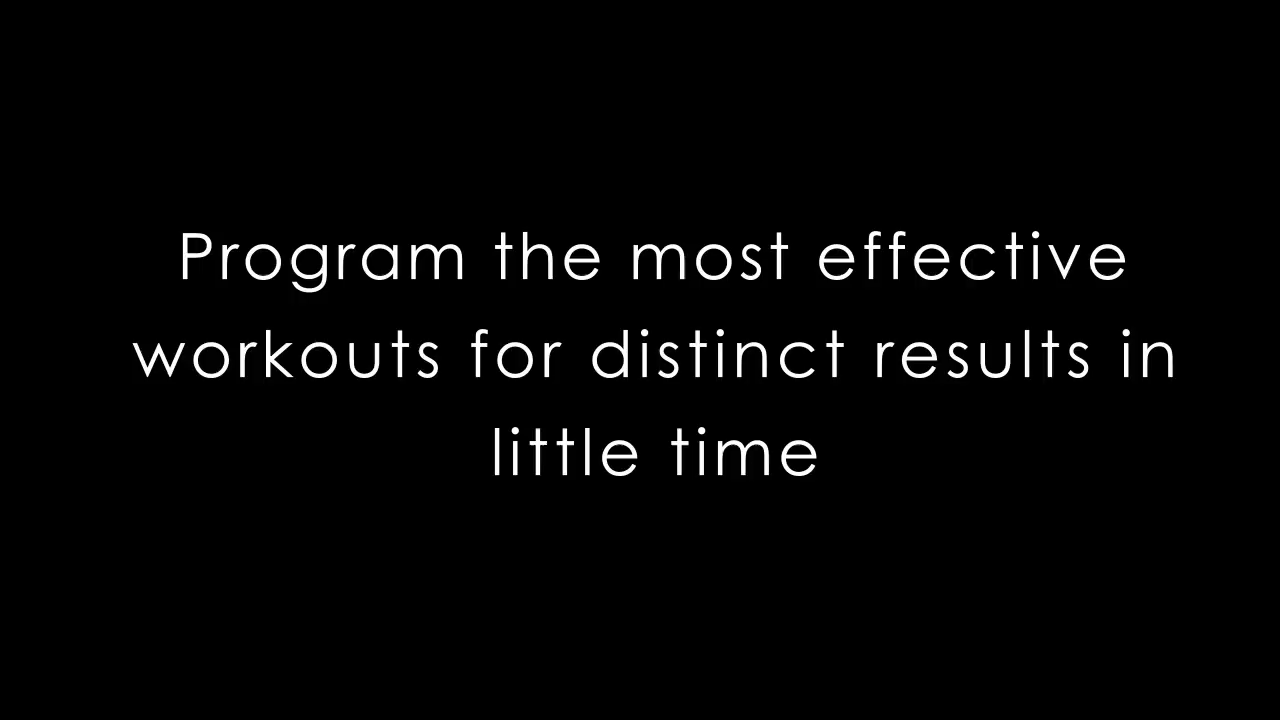 Program the most effective
workouts for distinct results in
little time